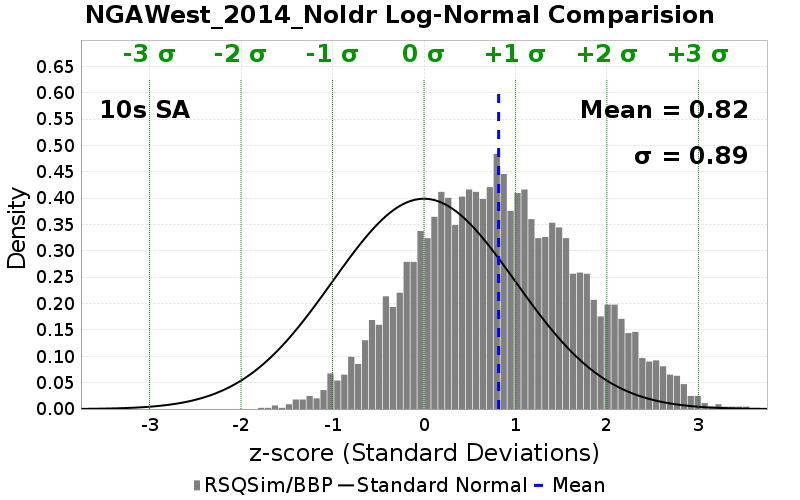 NGAWest_2014_NoIdr Log-Normal Comparision
-3 σ -2 σ -1 σ 0 σ +1 σ +2 σ +3 σ
10s SA
Mean = 0.82
σ = 0.89
0.65
0.60
0.55
0.50
0.45
0.40
0.35
0.30
0.25
0.20
0.15
0.10
0.05
0.00
Density
-3 -2 -1 0 1 2 3
z-score (Standard Deviations)
RSQSim/BBP Standard Normal Mean